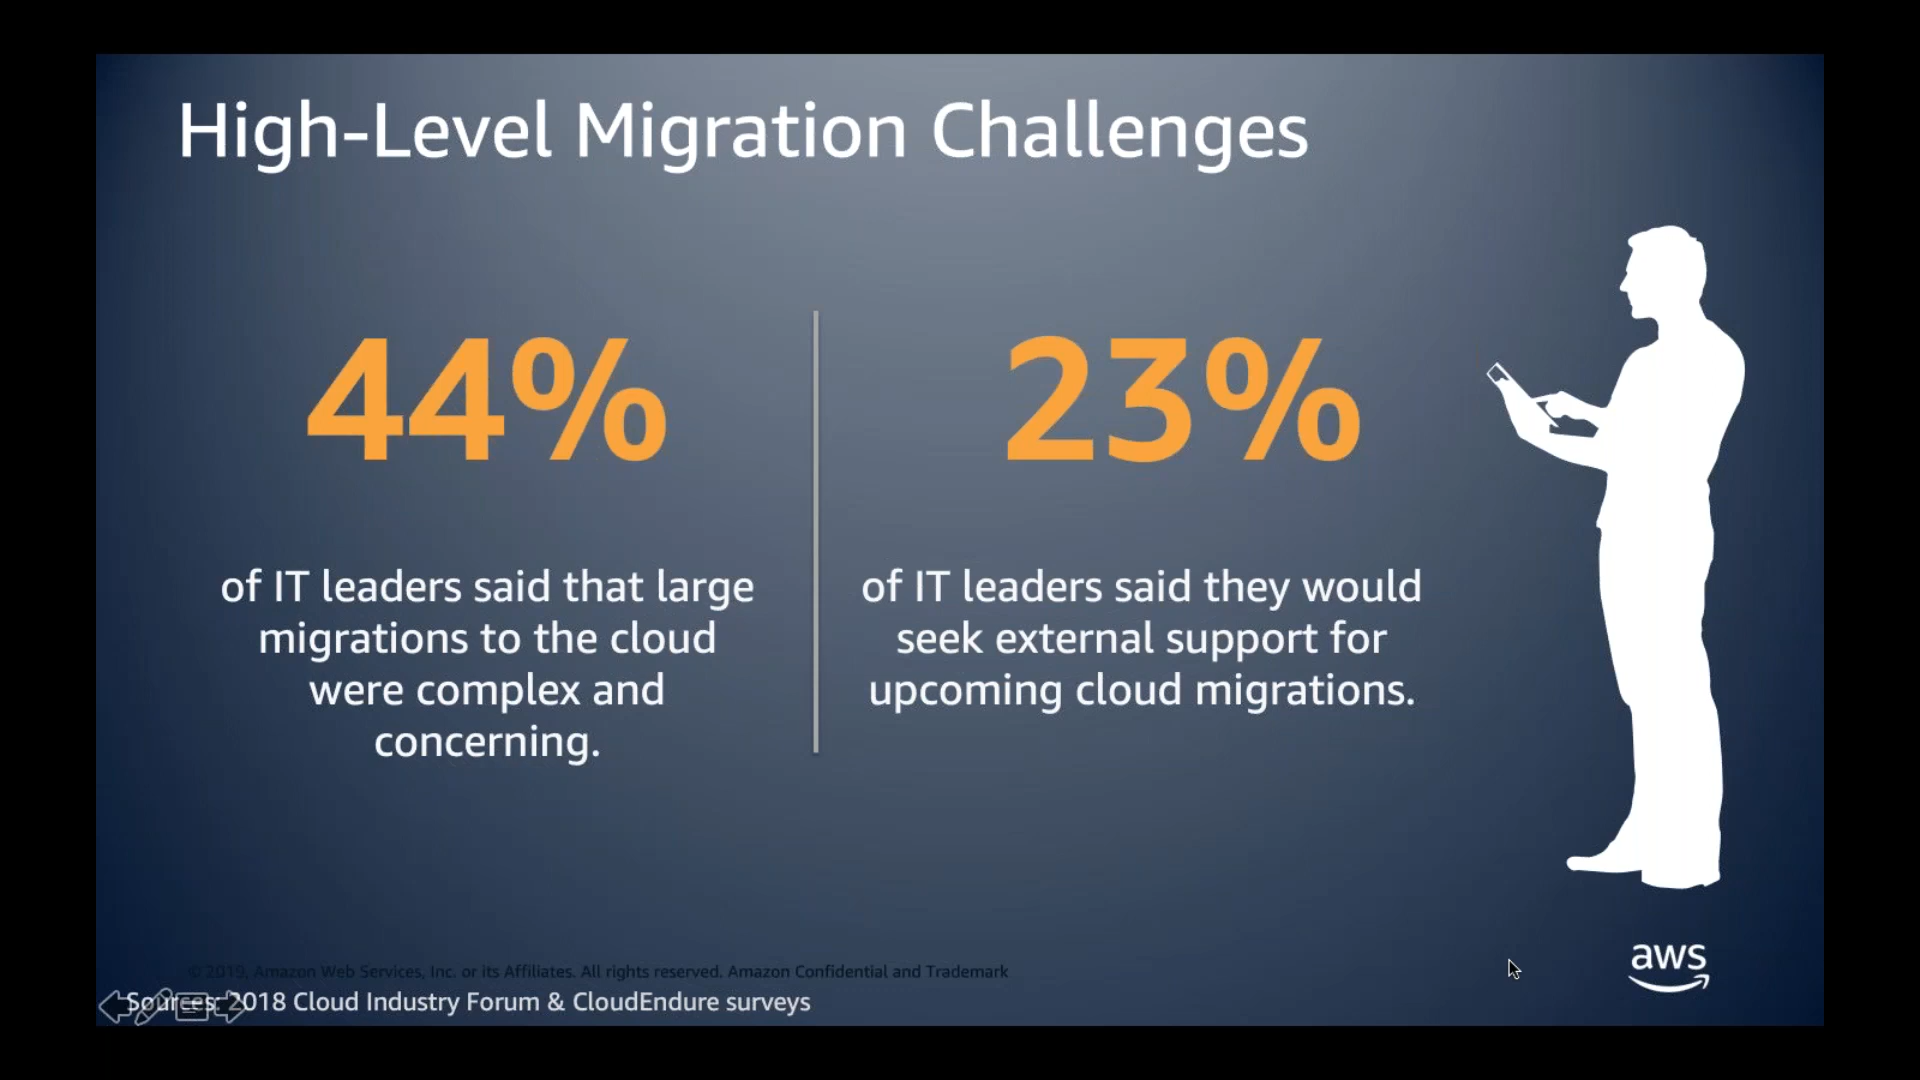 High-Level Migration Challenges
44%
of IT leaders said that large
migrations to the cloud
were complex and
concerning.
23%
of IT leaders said they would
seek external support for
upcoming cloud migrations.
© 2019, Amazon Web Services, Inc. or its Affiliates. All rights reserved. Amazon Confidential and Trademark
Sources: 2018 Cloud Industry Forum & CloudEndure surveys
aws